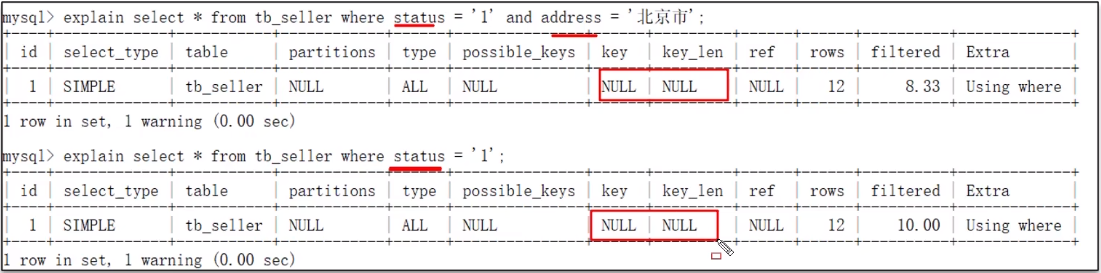 mysql> explain select * from tb_seller where status = '1' and address = '北京市';
| id | select_type | table | partitions | type | possible_keys | key | key_len | ref | rows | filtered | Extra |
| 1 | SIMPLE | tb_seller | NULL | ALL | NULL | NULL | NULL | NULL | 12 | 8.33 | Using where |
1 row in set, 1 warning (0.00 sec)
mysql> explain select * from tb_seller where status = '1';
| id | select_type | table | partitions | type | possible_keys | key | key_len | ref | rows | filtered | Extra |
| 1 | SIMPLE | tb_seller | NULL | ALL | NULL | NULL | NULL | NULL | 12 | 10.00 | Using where |
1 row in set, 1 warning (0.00 sec)